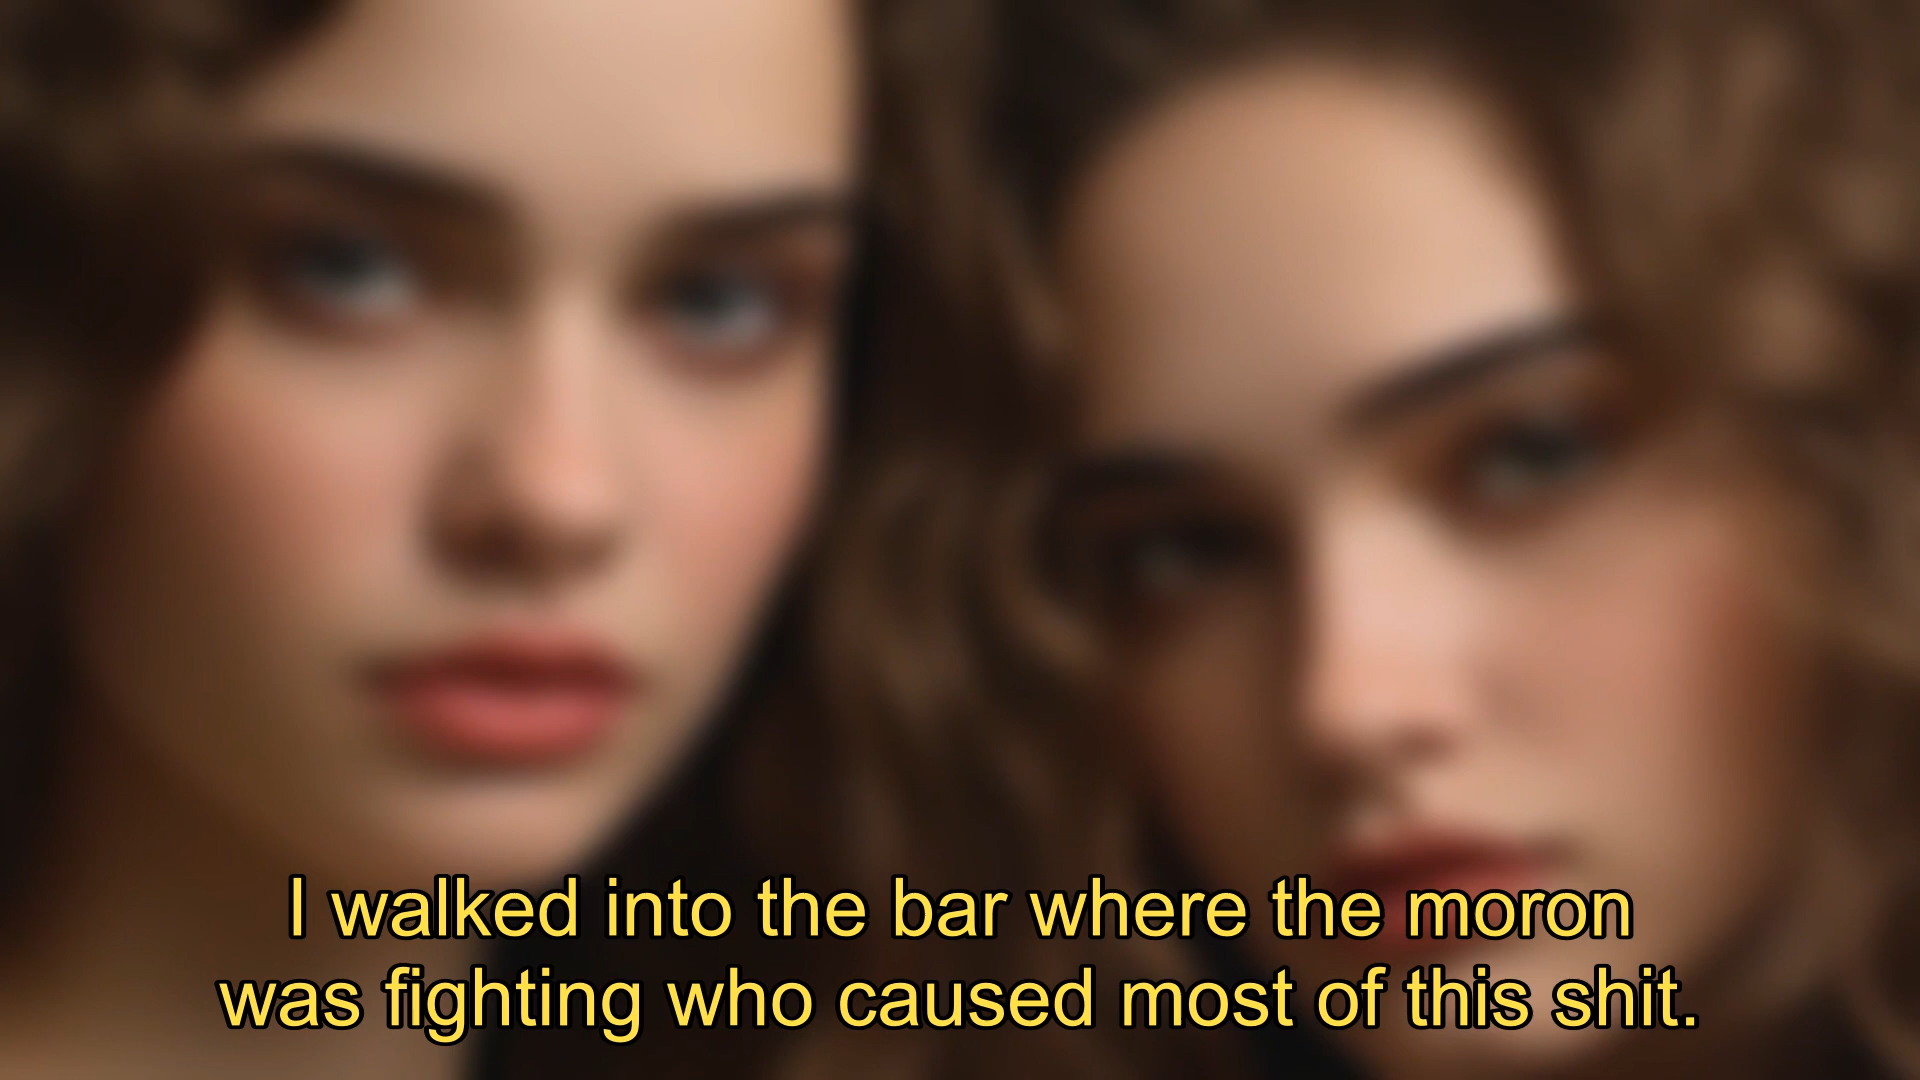 I walked into the bar where the moron
was fighting who caused most of this shit.